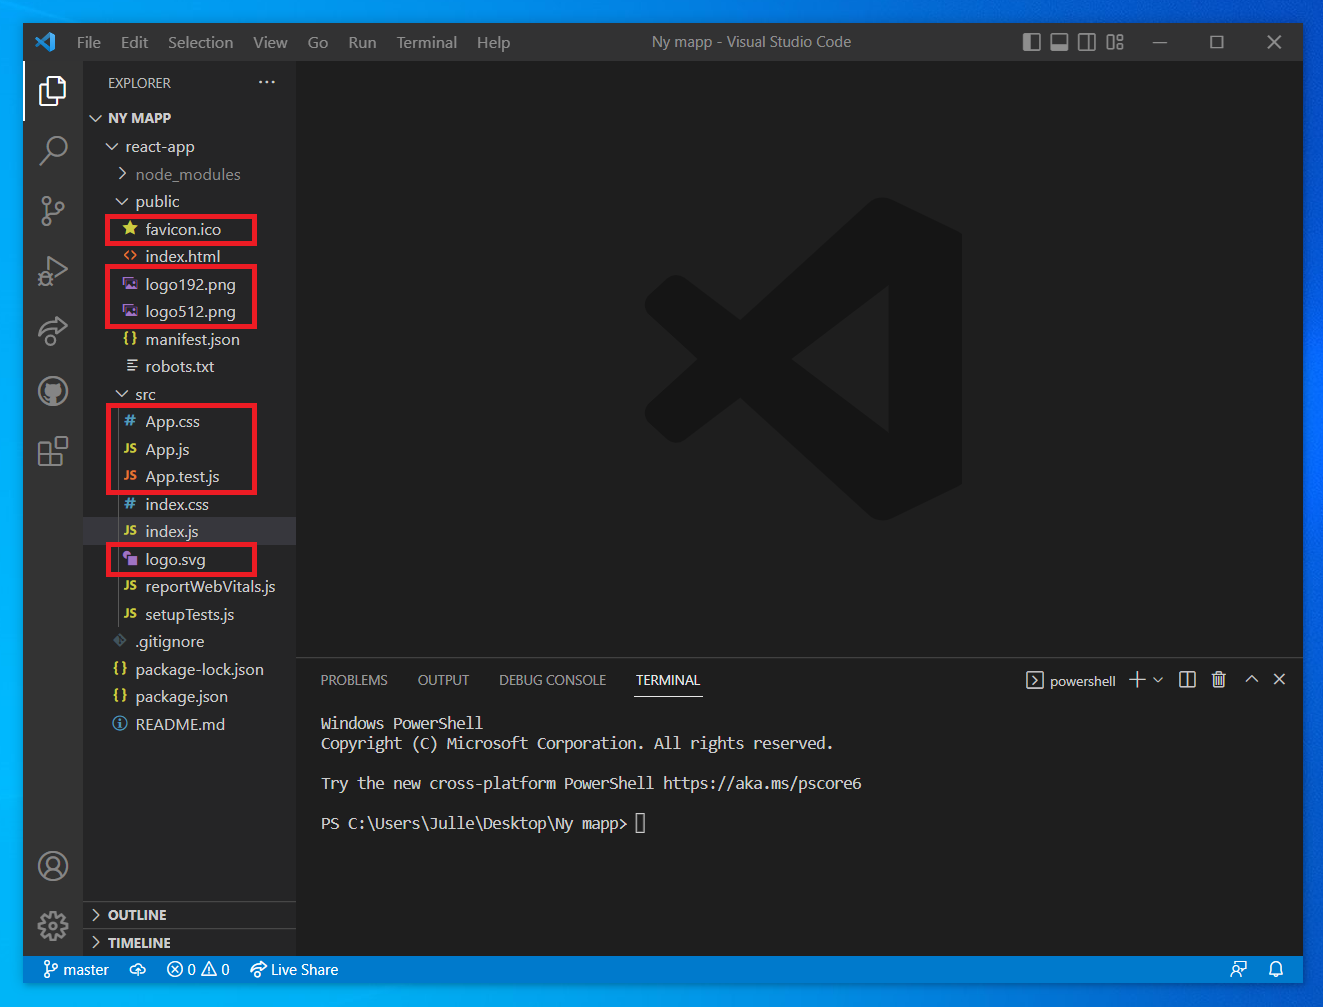 File Edit Selection View Go Run Terminal Help Ny mapp - Visual Studio Code
EXPLORER
NY MAPP
react-app
node_modules
public
favicon.ico
index.html
logo192.png
logo512.png
manifest.json
robots.txt
src
App.css
App.js
App.test.js
index.css
index.js
logo.svg
reportWebVitals.js
setupTests.js
.gitignore
package-lock.json
package.json
README.md
OUTLINE
TIMELINE
PROBLEMS OUTPUT DEBUG CONSOLE TERMINAL powershell
Windows PowerShell
Copyright (C) Microsoft Corporation. All rights reserved.
Try the new cross-platform PowerShell https://aka.ms/pscore6
PS C:\Users\Julle\Desktop\Ny mapp>
master 0 0 Live Share